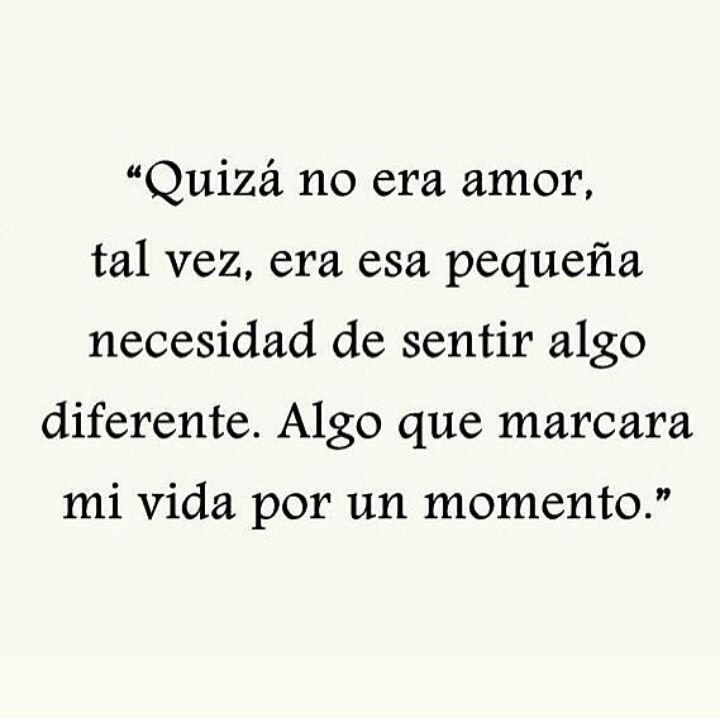 “Quizá no era amor,
tal vez, era esa pequeña
necesidad de sentir algo
diferente. Algo que marcara
mi vida por un momento.”